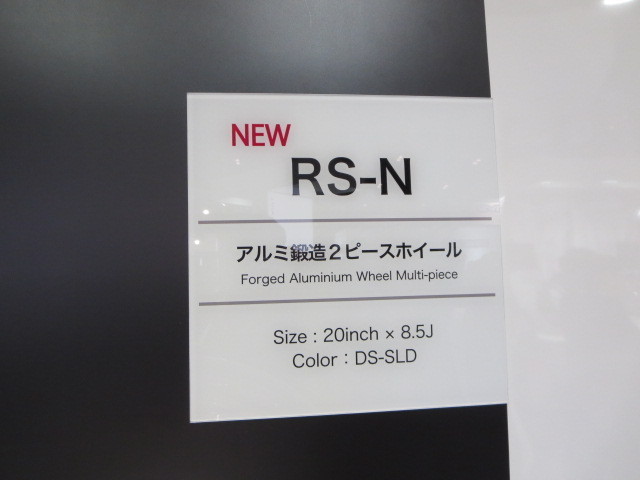 NEW
RS-N
アルミ鍛造2ピースホイール
Forged Aluminium Wheel Multi-piece
Size : 20inch × 8.5J
Color : DS-SLD